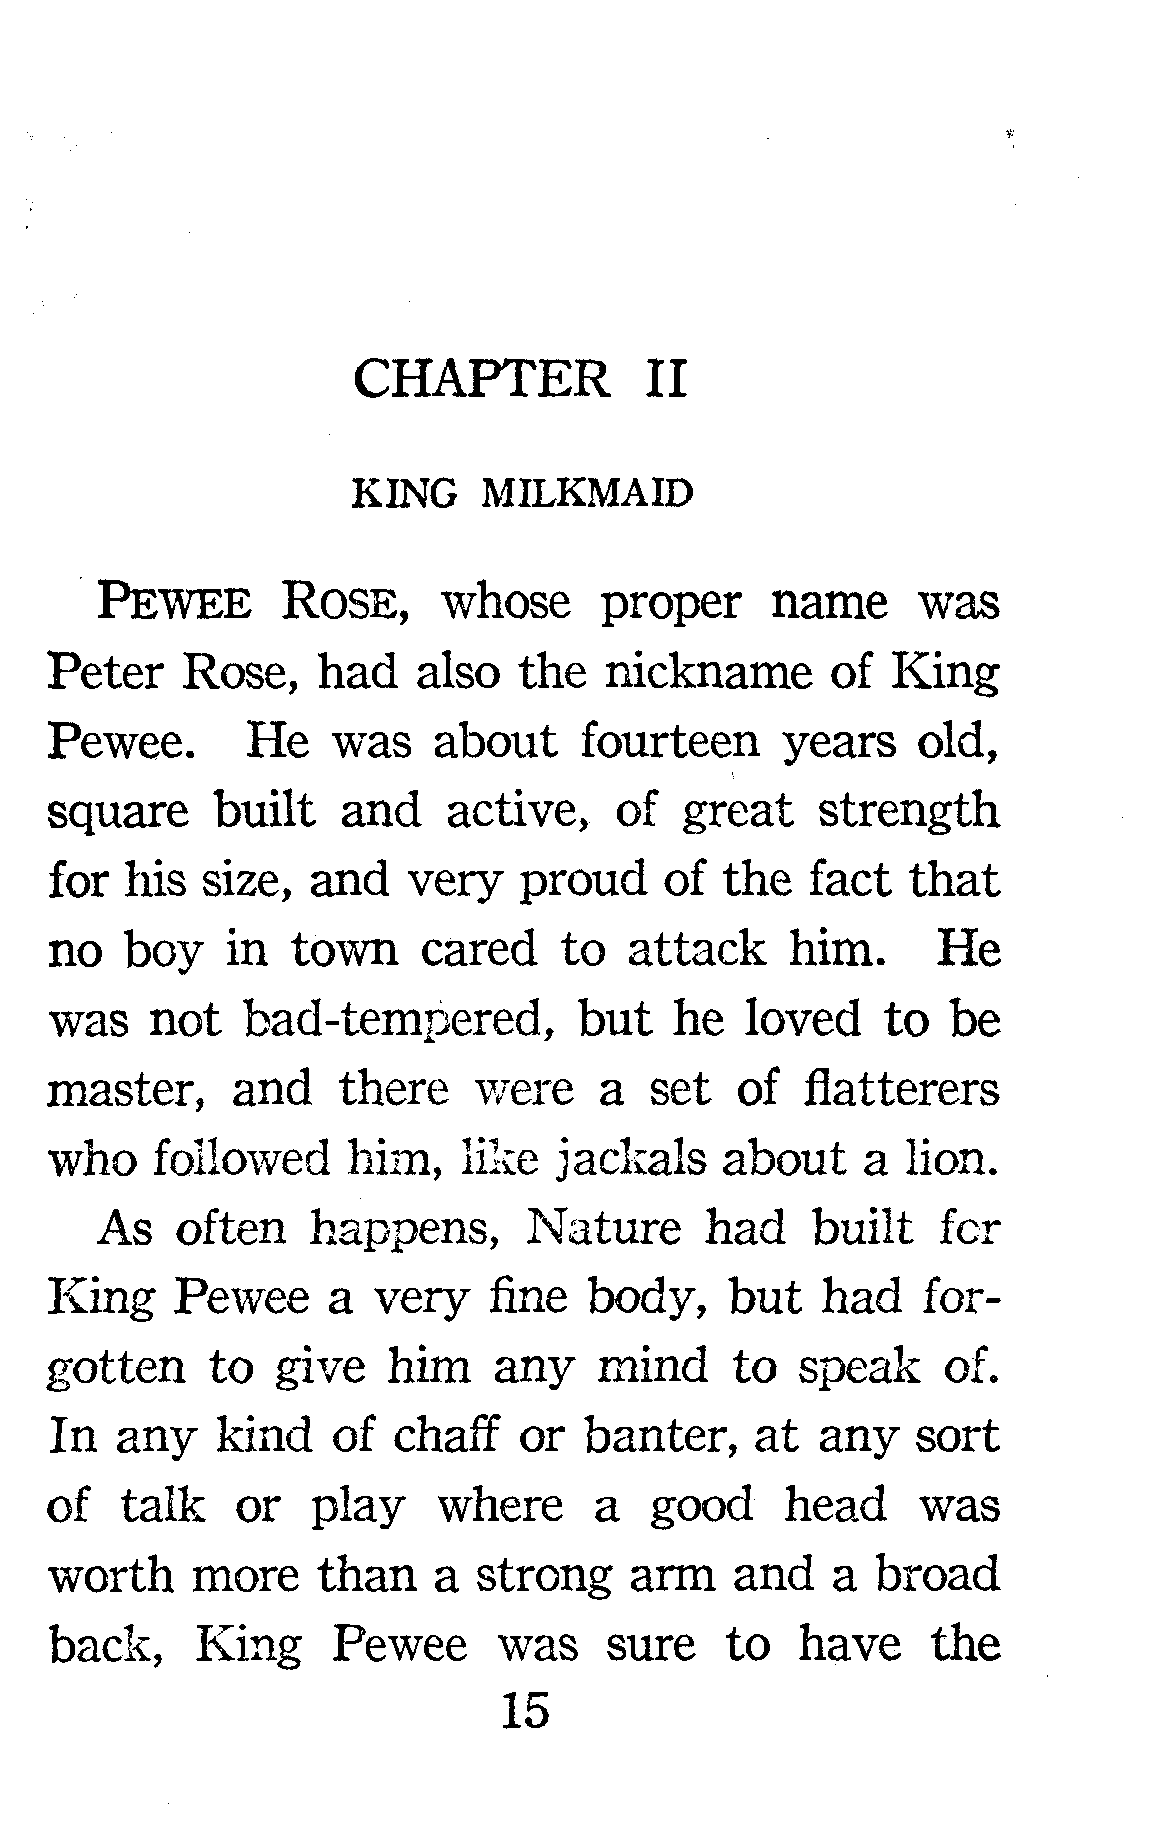 CHAPTER II
KING MILKMAID
PEWEE ROSE, whose proper name was
Peter Rose, had also the nickname of King
Pewee. He was about fourteen years old,
square built and active, of great strength
for his size, and very proud of the fact that
no boy in town cared to attack him. He
was not bad-tempered, but he loved to be
master, and there were a set of flatterers
who followed him, like jackals about a lion.
As often happens, Nature had built for
King Pewee a very fine body, but had for-
gotten to give him any mind to speak of.
In any kind of chaff or banter, at any sort
of talk or play where a good head was
worth more than a strong arm and a broad
back, King Pewee was sure to have the
15